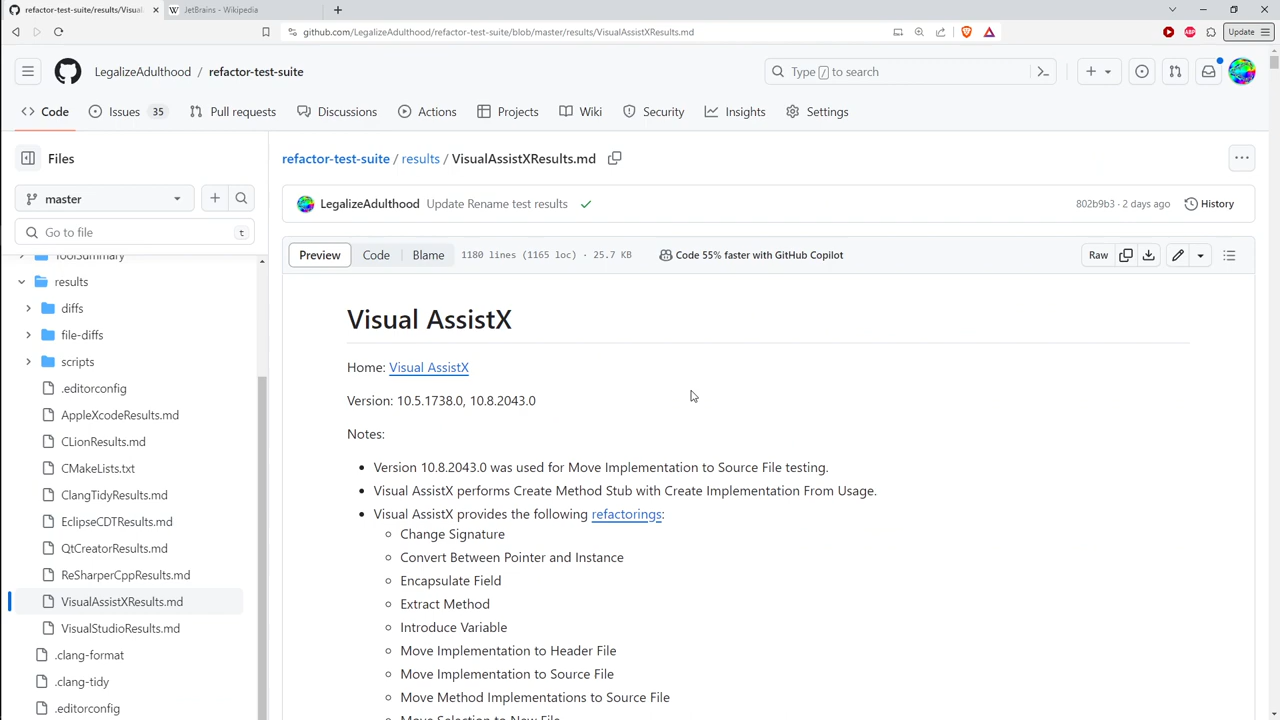 refactor-test-suite/results/Visual
JetBrains - Wikipedia
github.com/LegalizeAdulthood/refactor-test-suite/blob/master/results/VisualAssistXResults.md
ABP
Update
LegalizeAdulthood / refactor-test-suite
Type / to search
Code
Issues 35
Pull requests
Discussions
Actions
Projects
Wiki
Security
Insights
Settings
Files
refactor-test-suite / results / VisualAssistXResults.md
master
LegalizeAdulthood Update Rename test results
802b9b3 · 2 days ago
History
Go to file
t
Preview
Code
Blame
1180 lines (1165 loc) · 25.7 KB
Code 55% faster with GitHub Copilot
Raw
ToolSummary
results
diffs
file-diffs
scripts
.editorconfig
AppleXcodeResults.md
CLionResults.md
CMakeLists.txt
ClangTidyResults.md
EclipseCDTResults.md
QtCreatorResults.md
ReSharperCppResults.md
VisualAssistXResults.md
VisualStudioResults.md
.clang-format
.clang-tidy
.editorconfig
Visual AssistX
Home: Visual AssistX
Version: 10.5.1738.0, 10.8.2043.0
Notes:
• Version 10.8.2043.0 was used for Move Implementation to Source File testing.
• Visual AssistX performs Create Method Stub with Create Implementation From Usage.
• Visual AssistX provides the following refactorings:
Change Signature
Convert Between Pointer and Instance
Encapsulate Field
Extract Method
Introduce Variable
Move Implementation to Header File
Move Implementation to Source File
Move Method Implementations to Source File
Move Selection to New File